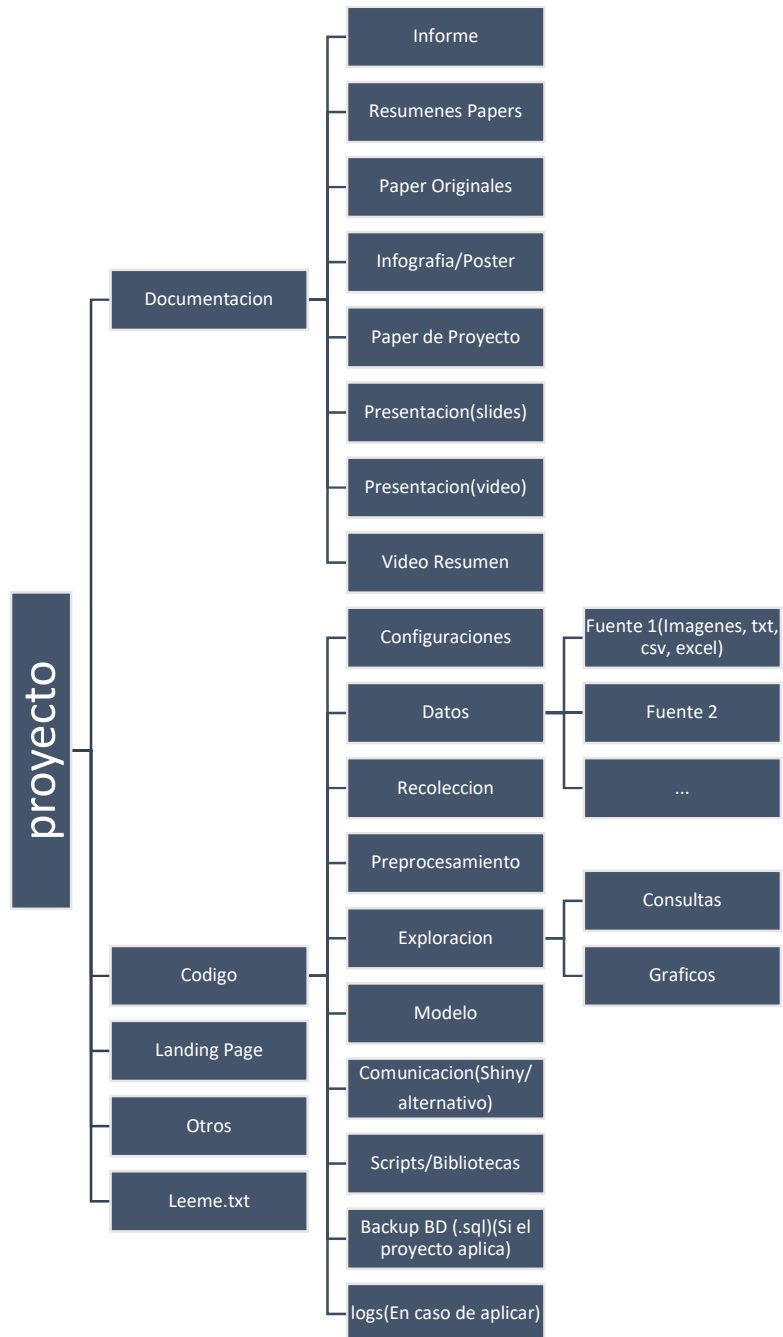 Informe
Resumenes Papers
Paper Originales
Infografia/Poster
Documentacion
Paper de Proyecto
Presentacion(slides)
Presentacion(video)
Video Resumen
proyecto
Configuraciones
Fuente 1(Imagenes, txt,
csv, excel)
Datos
Fuente 2
Recoleccion
...
Preprocesamiento
Consultas
Exploracion
Codigo
Graficos
Modelo
Landing Page
Comunicacion(Shiny/
alternativo)
Otros
Scripts/Bibliotecas
Leeme.txt
Backup BD (.sql)(Si el
proyecto aplica)
logs(En caso de aplicar)